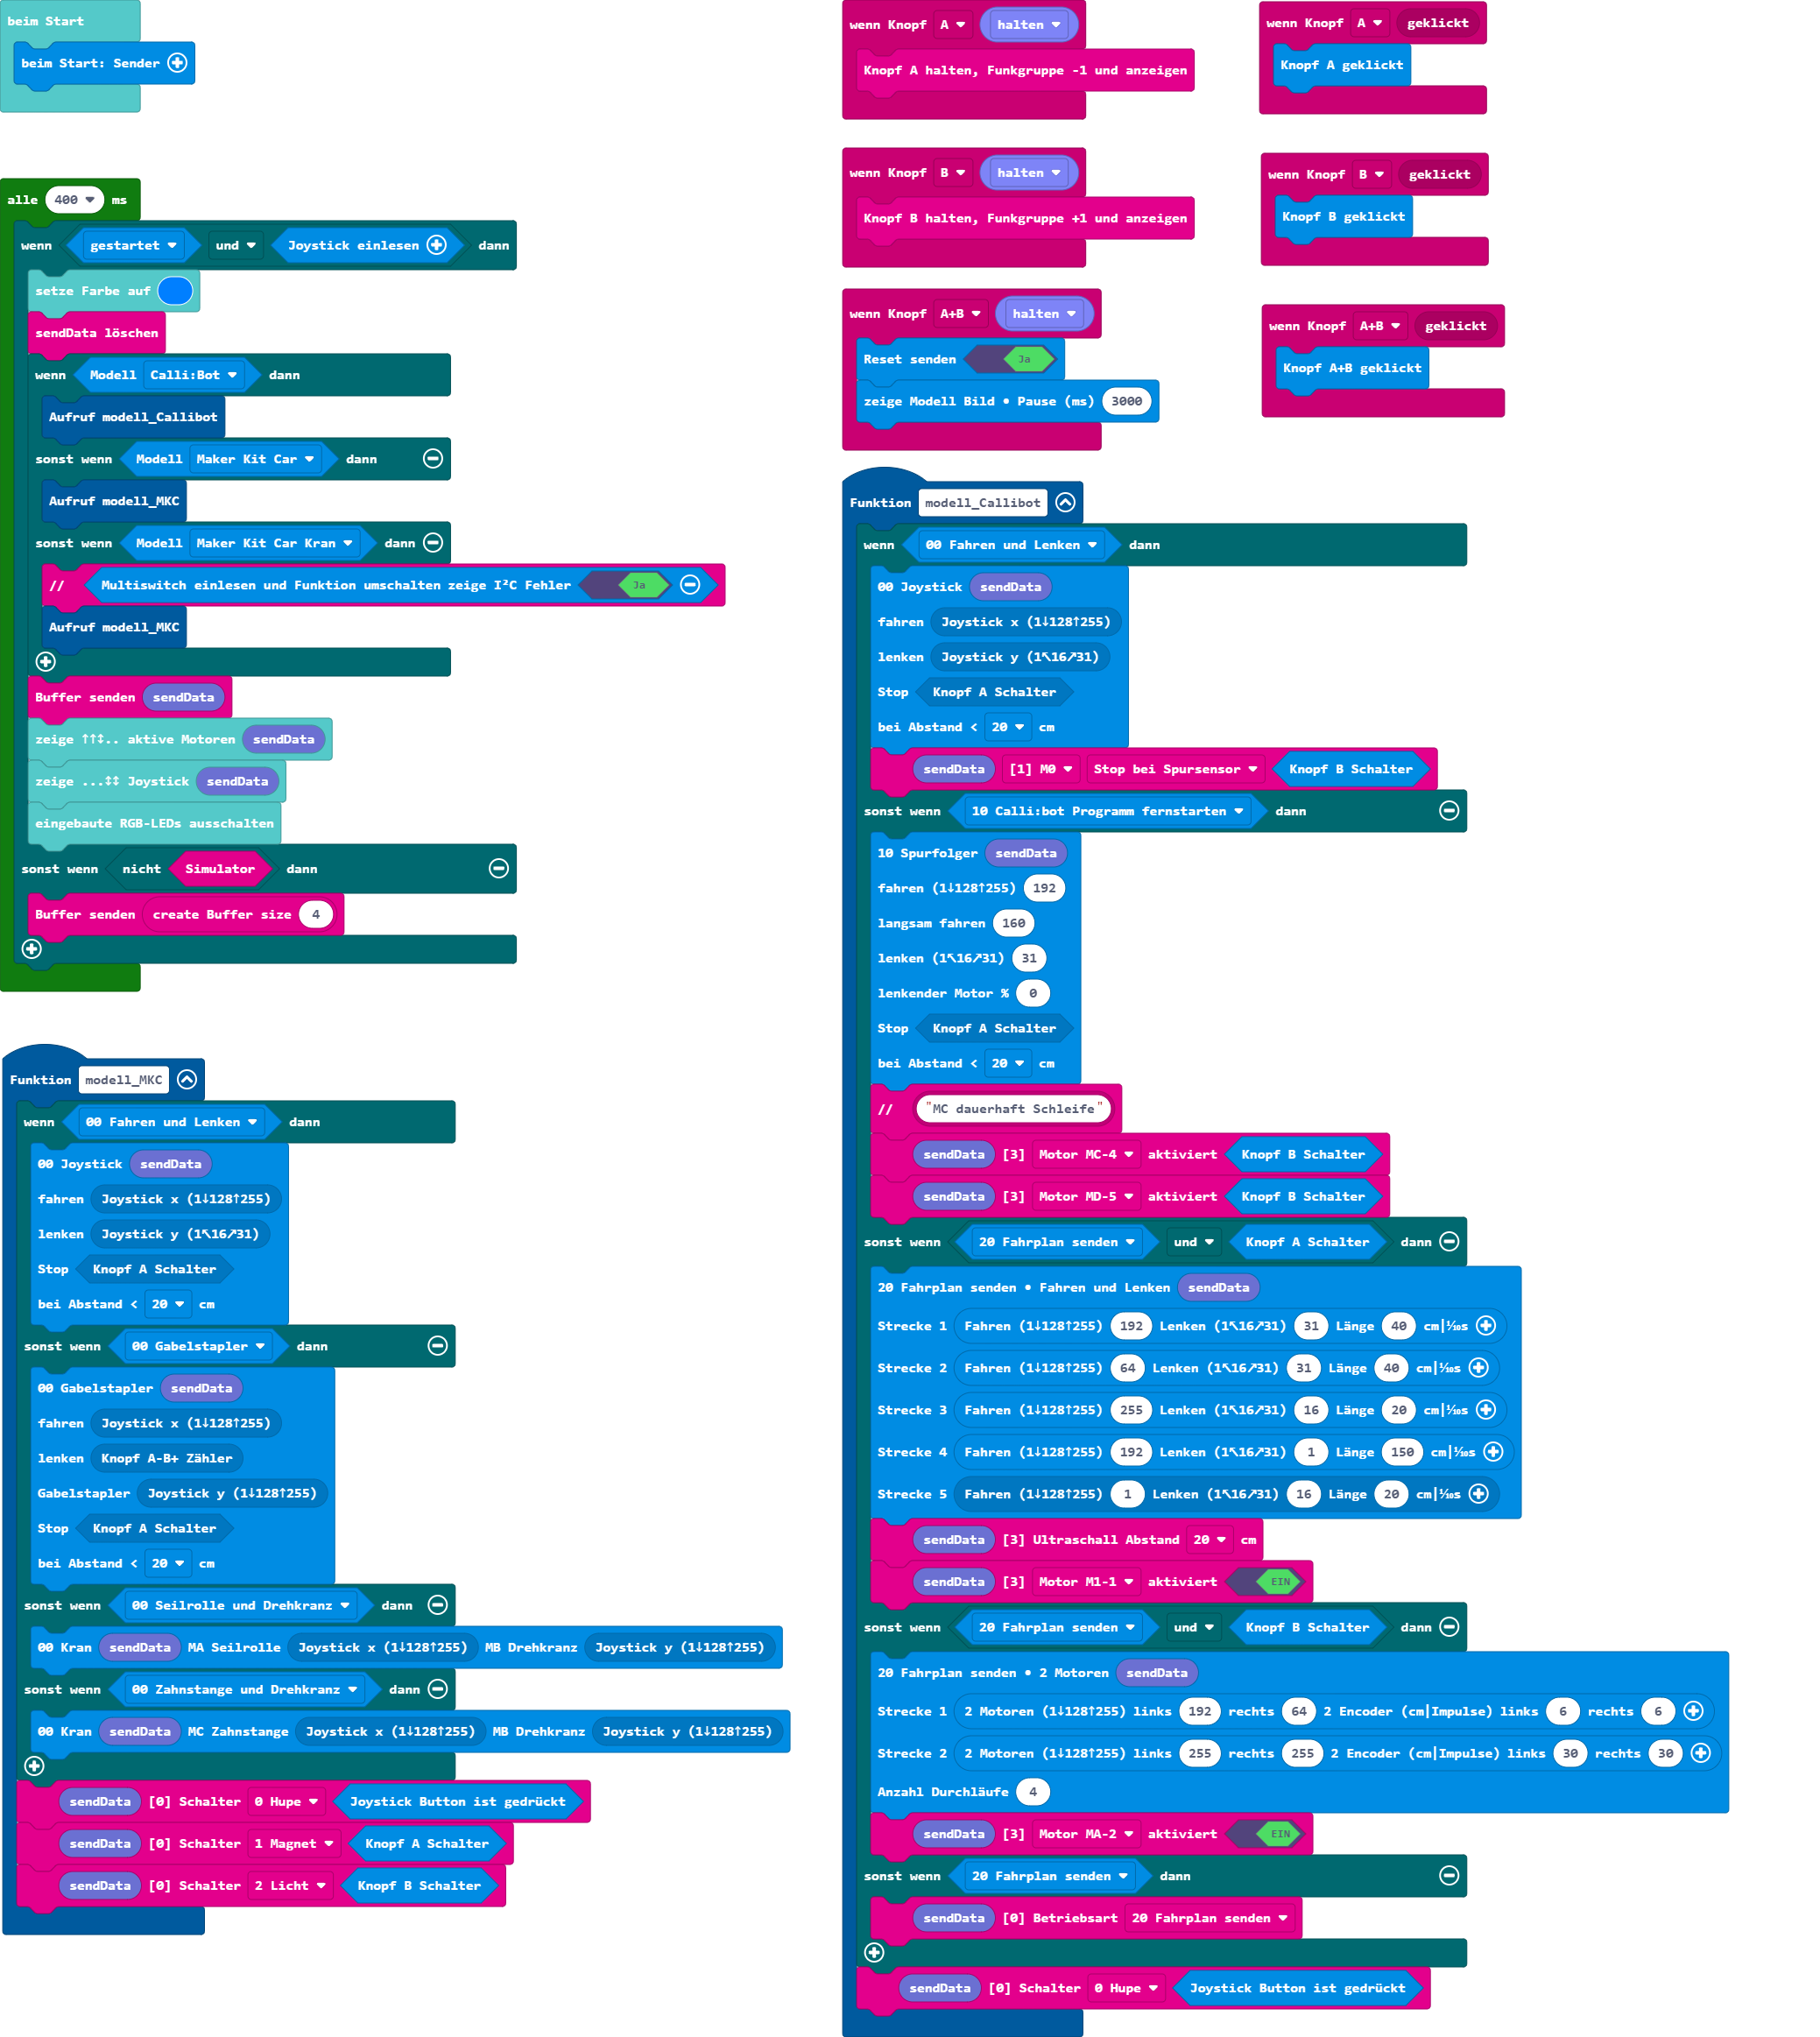 beim Start
beim Start: Sender
alle 400 ms
wenn gestartet und Joystick einlesen dann
setze Farbe auf
sendData löschen
wenn Modell Calli:Bot dann
Aufruf modell_Callibot
sonst wenn Modell Maker Kit Car dann
Aufruf modell_MKC
sonst wenn Modell Maker Kit Car Kran dann
// Multiswitch einlesen und Funktion umschalten zeige I²C Fehler Ja
Aufruf modell_MKC
Buffer senden sendData
zeige ↑↑↕.. aktive Motoren sendData
zeige ...↕↕ Joystick sendData
eingebaute RGB-LEDs ausschalten
sonst wenn nicht Simulator dann
Buffer senden create Buffer size 4
Funktion modell_MKC
wenn 00 Fahren und Lenken dann
00 Joystick sendData
fahren Joystick x (1↓128↑255)
lenken Joystick y (1↖16↗31)
Stop Knopf A Schalter
bei Abstand < 20 cm
sonst wenn 00 Gabelstapler dann
00 Gabelstapler sendData
fahren Joystick x (1↓128↑255)
lenken Knopf A-B+ Zähler
Gabelstapler Joystick y (1↓128↑255)
Stop Knopf A Schalter
bei Abstand < 20 cm
sonst wenn 00 Seilrolle und Drehkranz dann
00 Kran sendData MA Seilrolle Joystick x (1↓128↑255) MB Drehkranz Joystick y (1↓128↑255)
sonst wenn 00 Zahnstange und Drehkranz dann
00 Kran sendData MC Zahnstange Joystick x (1↓128↑255) MB Drehkranz Joystick y (1↓128↑255)
sendData [0] Schalter 0 Hupe Joystick Button ist gedrückt
sendData [0] Schalter 1 Magnet Knopf A Schalter
sendData [0] Schalter 2 Licht Knopf B Schalter
wenn Knopf A halten
Knopf A halten, Funkgruppe -1 und anzeigen
wenn Knopf A geklickt
Knopf A geklickt
wenn Knopf B halten
Knopf B halten, Funkgruppe +1 und anzeigen
wenn Knopf B geklickt
Knopf B geklickt
wenn Knopf A+B halten
Reset senden Ja
zeige Modell Bild • Pause (ms) 3000
wenn Knopf A+B geklickt
Knopf A+B geklickt
Funktion modell_Callibot
wenn 00 Fahren und Lenken dann
00 Joystick sendData
fahren Joystick x (1↓128↑255)
lenken Joystick y (1↖16↗31)
Stop Knopf A Schalter
bei Abstand < 20 cm
sendData [1] M0 Stop bei Spursensor Knopf B Schalter
sonst wenn 10 Calli:bot Programm fernstarten dann
10 Spurfolger sendData
fahren (1↓128↑255) 192
langsam fahren 160
lenken (1↖16↗31) 31
lenkender Motor % 0
Stop Knopf A Schalter
bei Abstand < 20 cm
// "MC dauerhaft Schleife"
sendData [3] Motor MC-4 aktiviert Knopf B Schalter
sendData [3] Motor MD-5 aktiviert Knopf B Schalter
sonst wenn 20 Fahrplan senden und Knopf A Schalter dann
20 Fahrplan senden • Fahren und Lenken sendData
Strecke 1 Fahren (1↓128↑255) 192 Lenken (1↖16↗31) 31 Länge 40 cm|⅒s
Strecke 2 Fahren (1↓128↑255) 64 Lenken (1↖16↗31) 31 Länge 40 cm|⅒s
Strecke 3 Fahren (1↓128↑255) 255 Lenken (1↖16↗31) 16 Länge 20 cm|⅒s
Strecke 4 Fahren (1↓128↑255) 192 Lenken (1↖16↗31) 1 Länge 150 cm|⅒s
Strecke 5 Fahren (1↓128↑255) 1 Lenken (1↖16↗31) 16 Länge 20 cm|⅒s
sendData [3] Ultraschall Abstand 20 cm
sendData [3] Motor M1-1 aktiviert EIN
sonst wenn 20 Fahrplan senden und Knopf B Schalter dann
20 Fahrplan senden • 2 Motoren sendData
Strecke 1 2 Motoren (1↓128↑255) links 192 rechts 64 2 Encoder (cm|Impulse) links 6 rechts 6
Strecke 2 2 Motoren (1↓128↑255) links 255 rechts 255 2 Encoder (cm|Impulse) links 30 rechts 30
Anzahl Durchläufe 4
sendData [3] Motor MA-2 aktiviert EIN
sonst wenn 20 Fahrplan senden dann
sendData [0] Betriebsart 20 Fahrplan senden
sendData [0] Schalter 0 Hupe Joystick Button ist gedrückt